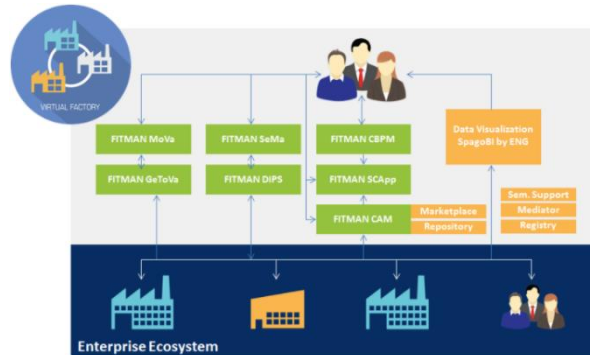 VIRTUAL FACTORY
FITMAN MoVa
FITMAN SeMa
FITMAN CBPM
Data Visualization
SpagoBI by ENG
FITMAN GeToVa
FITMAN DIPS
FITMAN SCApp
Sem. Support
FITMAN CAM
Marketplace
Mediator
Repository
Registry
Enterprise Ecosystem